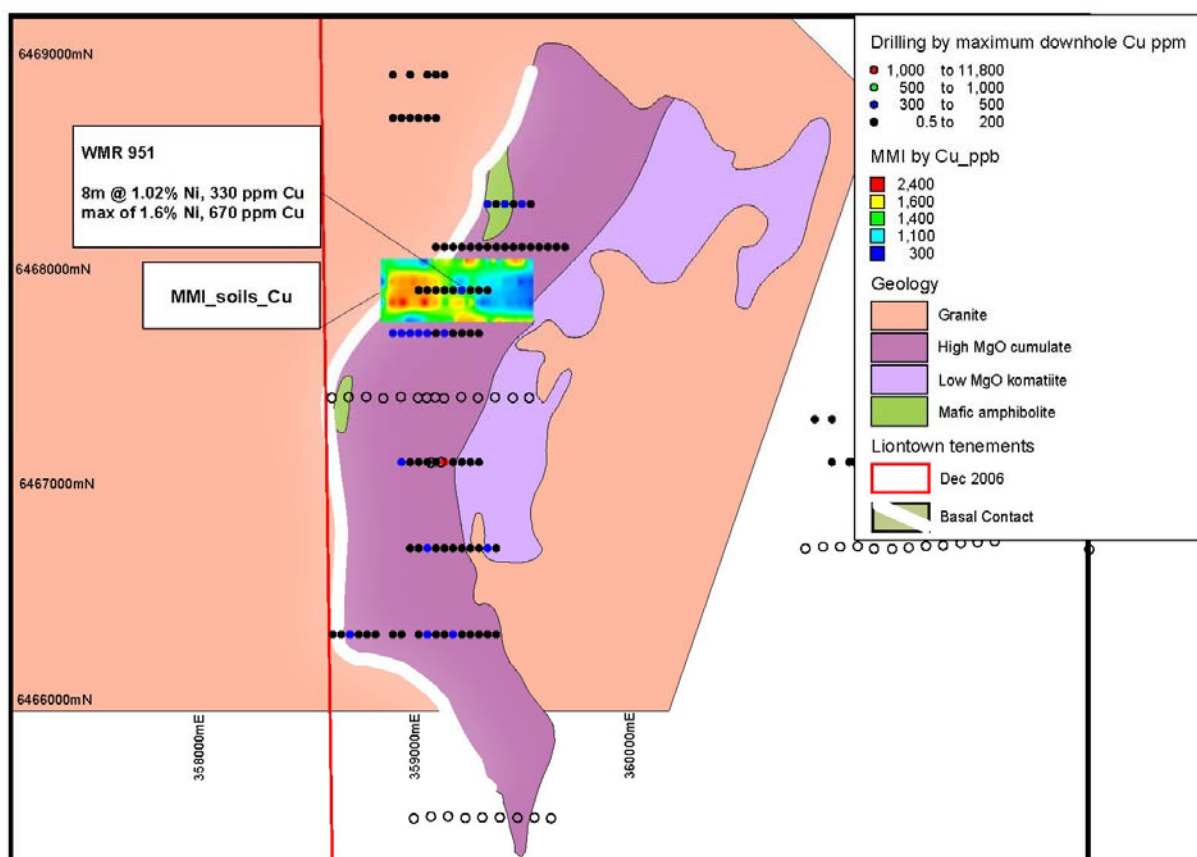 6469000mN
6468000mN
6467000mN
6466000mN
358000mE
359000mE
360000mE
WMR 951
8m @ 1.02% Ni, 330 ppm Cu
max of 1.6% Ni, 670 ppm Cu
MMI_soils_Cu
Drilling by maximum downhole Cu ppm
1,000 to 11,800
500 to 1,000
300 to 500
0.5 to 200
MMI by Cu_ppb
2,400
1,600
1,400
1,100
300
Geology
Granite
High MgO cumulate
Low MgO komatiite
Mafic amphibolite
Liontown tenements
Dec 2006
Basal Contact